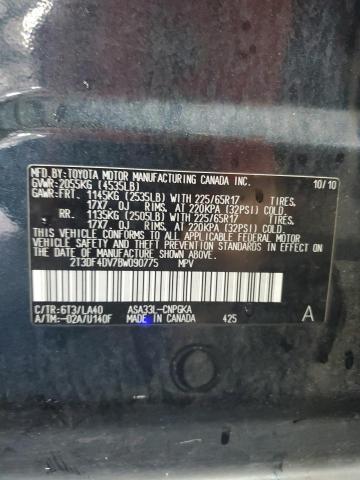 MFD.BY:TOYOTA MOTOR MANUFACTURING CANADA INC. 10/10
GVWR:2055KG (4535LB)
GAWR:FRT. 1145KG (2535LB) WITH 225/65R17 TIRES,
17X7.0J RIMS, AT 220KPA (32PSI) COLD
RR. 1135KG (2505LB) WITH 225/65R17 TIRES,
17X7.0J RIMS, AT 220KPA (32PSI) COLD
THIS VEHICLE CONFORMS TO ALL APPLICABLE FEDERAL MOTOR
VEHICLE SAFETY STANDARDS IN EFFECT ON THE DATE OF
MANUFACTURE SHOWN ABOVE.
2T3DF4DV7BW090775 MPV
C/TR:6T3/LA40 ASA33L-CNPGKA A
A/TM:-02A/U140F MADE IN CANADA 425